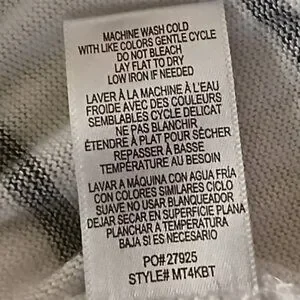 MACHINE WASH COLD
WITH LIKE COLORS GENTLE CYCLE
DO NOT BLEACH
LAY FLAT TO DRY
LOW IRON IF NEEDED
LAVER À LA MACHINE À L'EAU
FROIDE AVEC DES COULEURS
SEMBLABLES CYCLE DELICAT
NE PAS BLANCHIR
ÉTENDRE À PLAT POUR SÉCHER
REPASSER À BASSE
TEMPÉRATURE AU BESOIN
LAVAR A MÁQUINA CON AGUA FRÍA
CON COLORES SIMILARES CICLO
SUAVE NO USAR BLANQUEADOR
DEJAR SECAR EN SUPERFICIE PLANA
PLANCHAR A TEMPERATURA
BAJA SI ES NECESARIO
PO# 27925
STYLE# MT4KBT